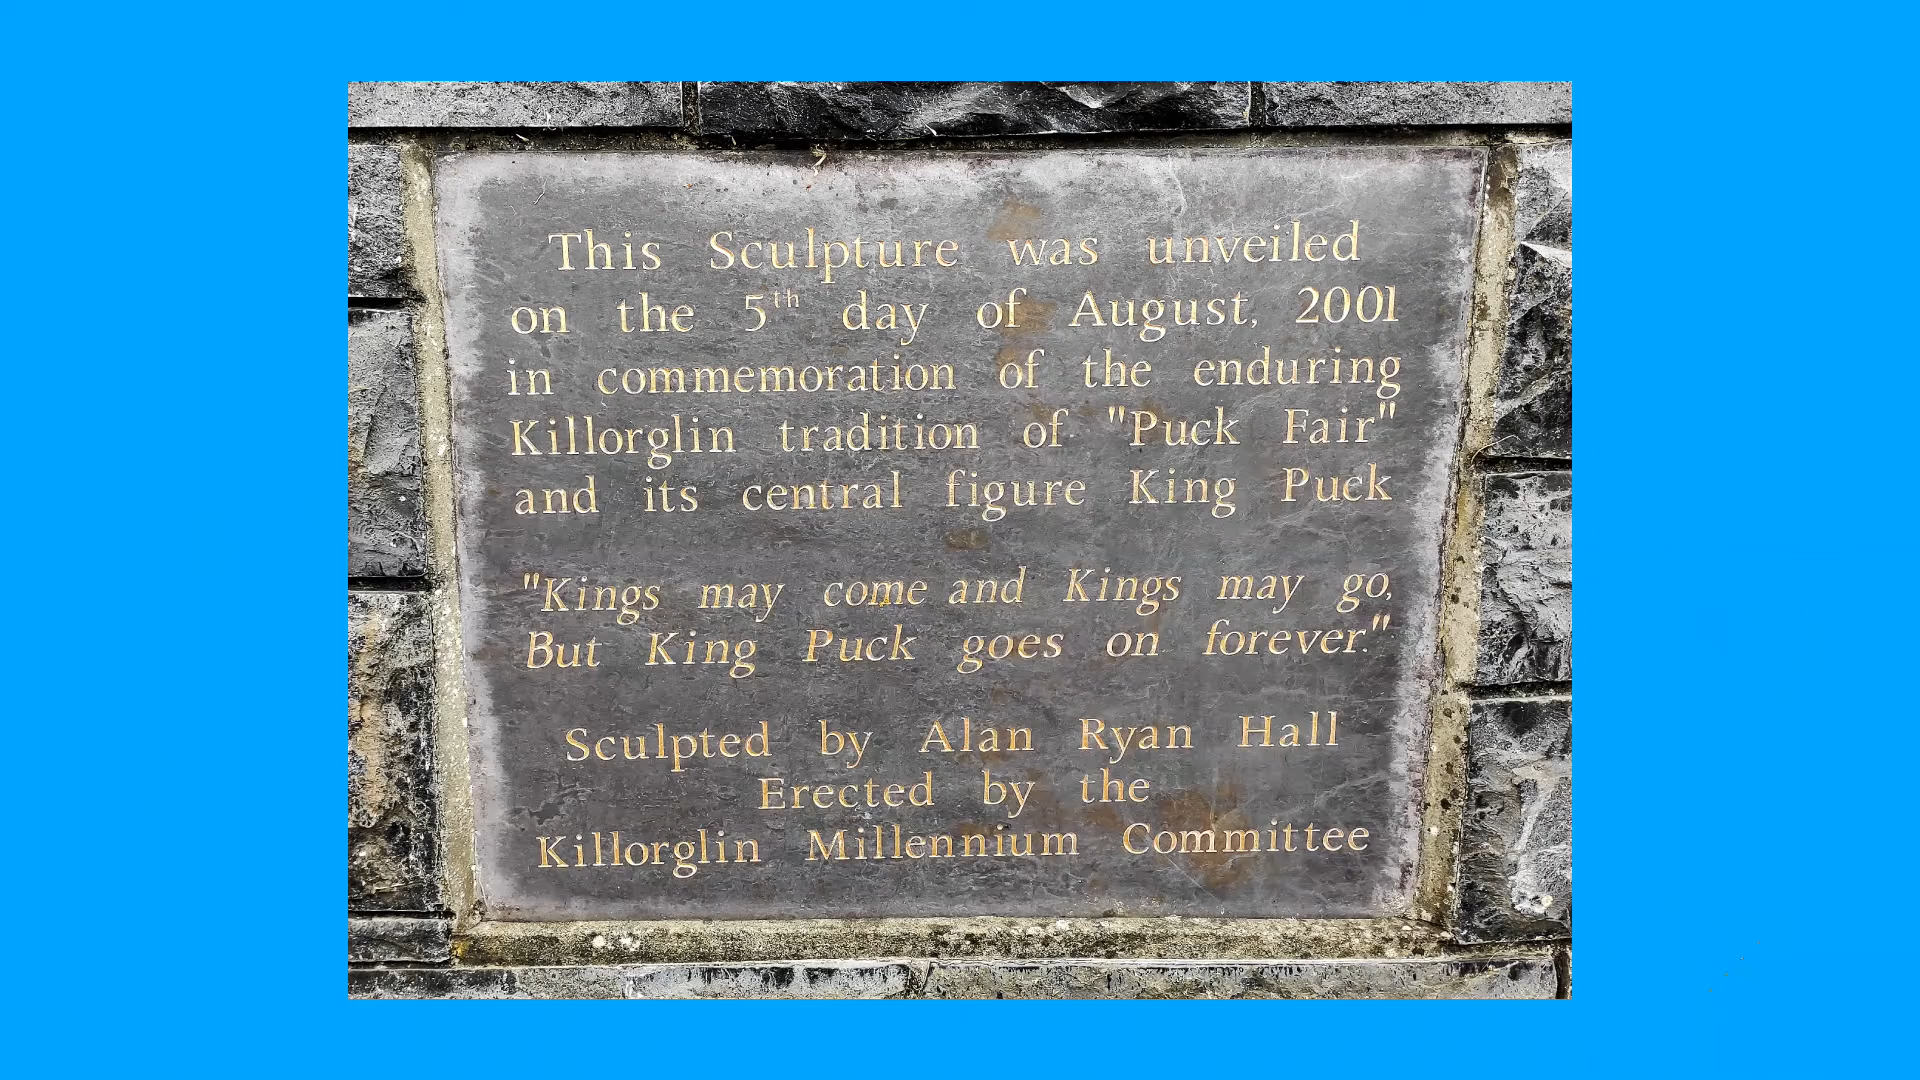 This Sculpture was unveiled
on the 5th day of August, 2001
in commemoration of the enduring
Killorglin tradition of "Puck Fair"
and its central figure King Puck
"Kings may come and Kings may go,
But King Puck goes on forever."
Sculpted by Alan Ryan Hall
Erected by the
Killorglin Millennium Committee